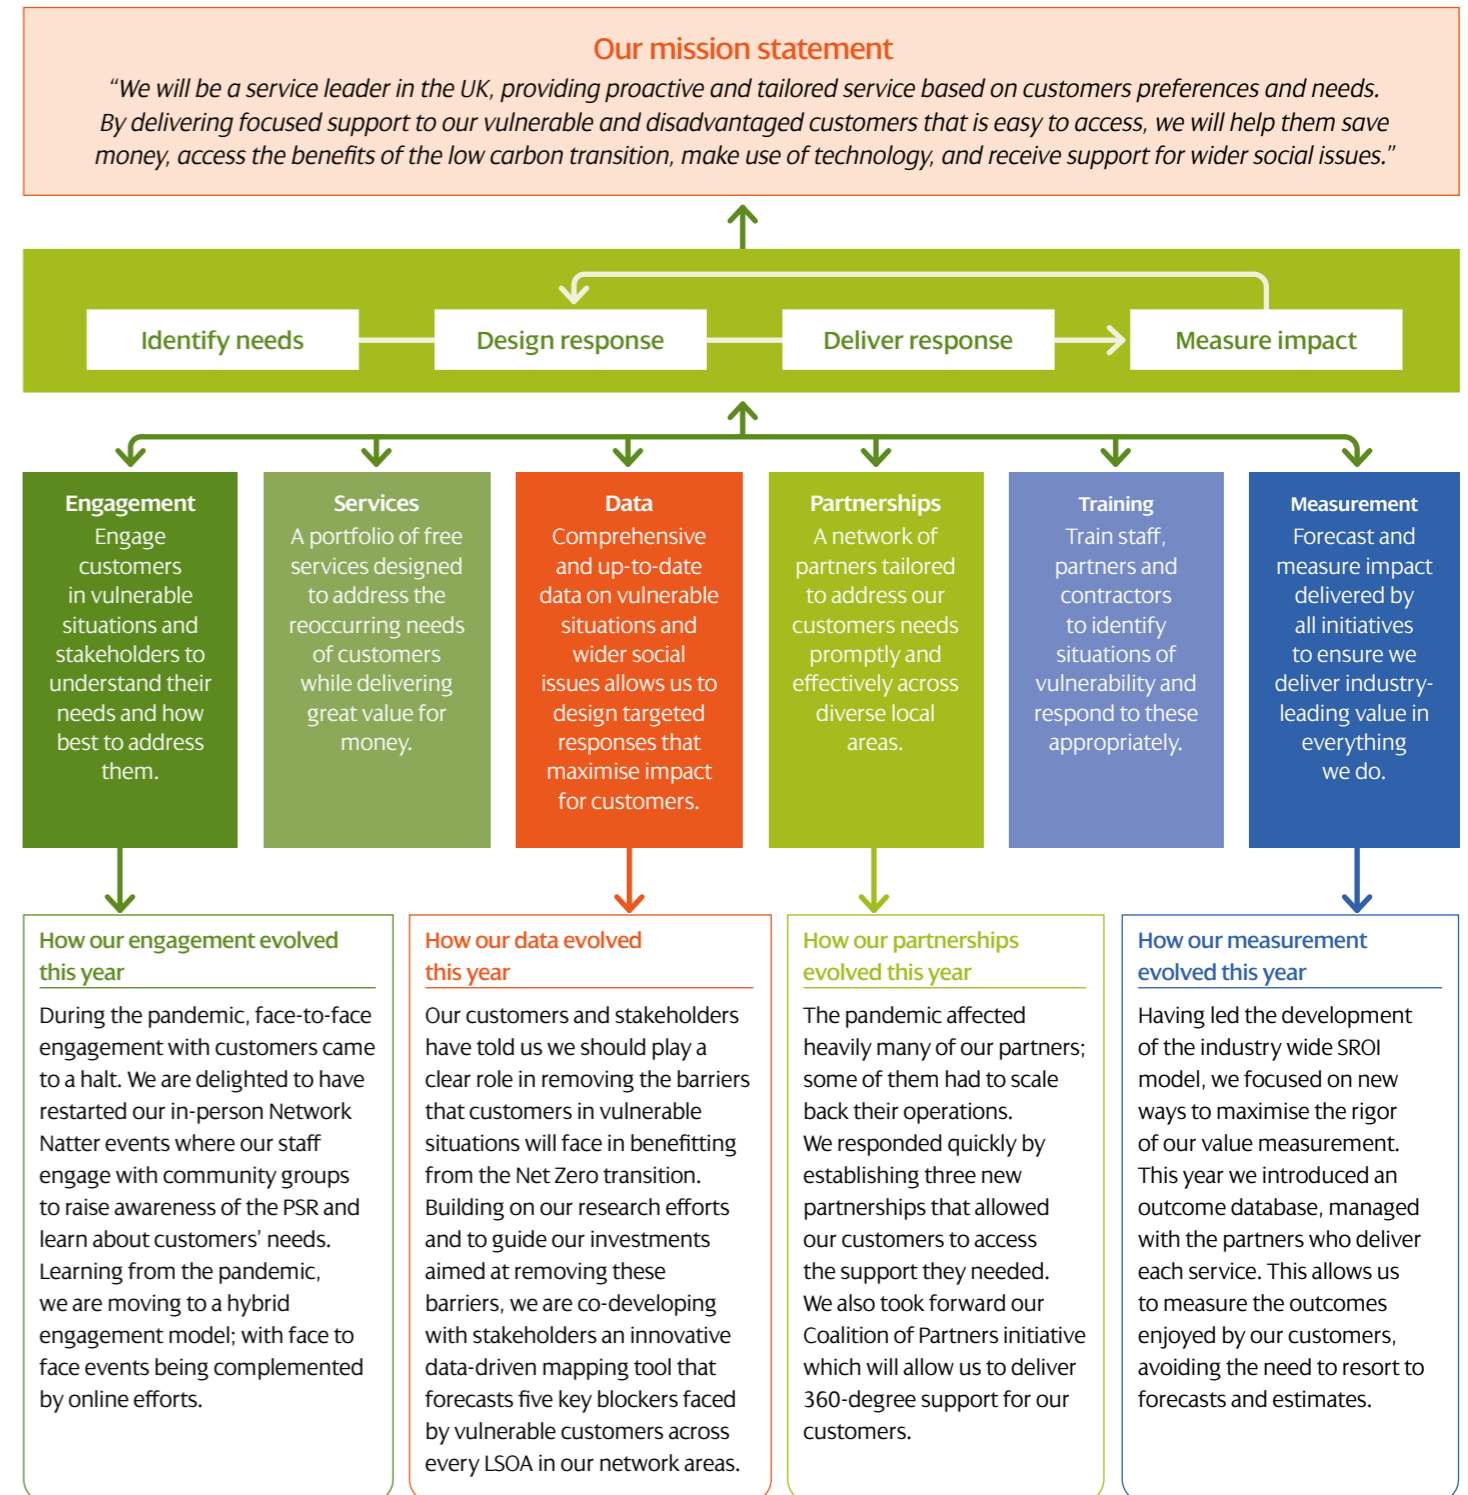 Our mission statement
“We will be a service leader in the UK, providing proactive and tailored service based on customers preferences and needs.
By delivering focused support to our vulnerable and disadvantaged customers that is easy to access, we will help them save
money, access the benefits of the low carbon transition, make use of technology, and receive support for wider social issues.”
Identify needs
Design response
Deliver response
Measure impact
Engagement
Engage
customers
in vulnerable
situations and
stakeholders to
understand their
needs and how
best to address
them.
Services
A portfolio of free
services designed
to address the
reoccurring needs
of customers
while delivering
great value for
money.
Data
Comprehensive
and up-to-date
data on vulnerable
situations and
wider social
issues allows us to
design targeted
responses that
maximise impact
for customers.
Partnerships
A network of
partners tailored
to address our
customers needs
promptly and
effectively across
diverse local
areas.
Training
Train staff,
partners and
contractors
to identify
situations of
vulnerability and
respond to these
appropriately.
Measurement
Forecast and
measure impact
delivered by
all initiatives
to ensure we
deliver industry-
leading value in
everything
we do.
How our engagement evolved
this year
During the pandemic, face-to-face
engagement with customers came
to a halt. We are delighted to have
restarted our in-person Network
Natter events where our staff
engage with community groups
to raise awareness of the PSR and
learn about customers’ needs.
Learning from the pandemic,
we are moving to a hybrid
engagement model; with face to
face events being complemented
by online efforts.
How our data evolved
this year
Our customers and stakeholders
have told us we should play a
clear role in removing the barriers
that customers in vulnerable
situations will face in benefitting
from the Net Zero transition.
Building on our research efforts
and to guide our investments
aimed at removing these
barriers, we are co-developing
with stakeholders an innovative
data-driven mapping tool that
forecasts five key blockers faced
by vulnerable customers across
every LSOA in our network areas.
How our partnerships
evolved this year
The pandemic affected
heavily many of our partners;
some of them had to scale
back their operations.
We responded quickly by
establishing three new
partnerships that allowed
our customers to access
the support they needed.
We also took forward our
Coalition of Partners initiative
which will allow us to deliver
360-degree support for our
customers.
How our measurement
evolved this year
Having led the development
of the industry wide SROI
model, we focused on new
ways to maximise the rigor
of our value measurement.
This year we introduced an
outcome database, managed
with the partners who deliver
each service. This allows us
to measure the outcomes
enjoyed by our customers,
avoiding the need to resort to
forecasts and estimates.